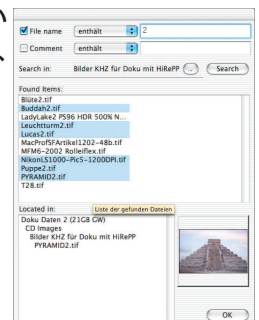 File name enthält 2
Comment enthält
Search in: Bilder KHZ für Doku mit HiRePP ... Search
Found Items:
Blüte2.tif
Buddah2.tif
LadyLake2 PS96 HDR 500% N...
Leuchtturm2.tif
Lucas2.tif
MacProfSFArtikel1202-48b.tif
MFM6-2002 Rolleiflex.tif
NikonLS1000-Pic5-1200DPI.tif
Puppe2.tif
PYRAMID2.tif
T28.tif
Located In: Liste der gefunden Dateien
Doku Daten 2 (21GB GW)
CD Images
Bilder KHZ für Doku mit HiRePP
PYRAMID2.tif
OK